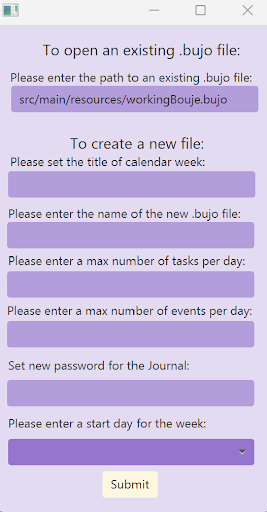 To open an existing .bujo file:
Please enter the path to an existing .bujo file:
src/main/resources/workingBouje.bujo
To create a new file:
Please set the title of calendar week:
Please enter the name of the new .bujo file:
Please enter a max number of tasks per day:
Please enter a max number of events per day:
Set new password for the Journal:
Please enter a start day for the week:
Submit